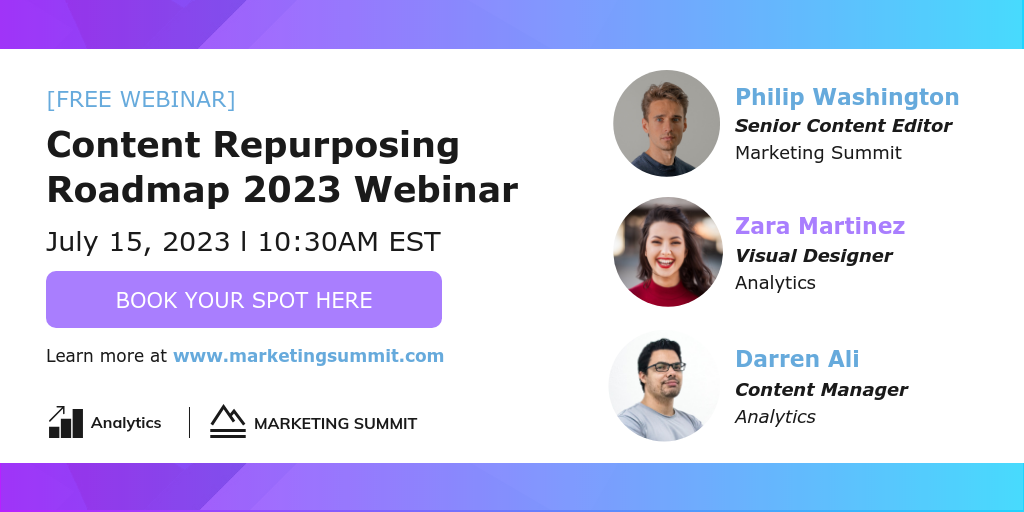 [FREE WEBINAR]
Content Repurposing
Roadmap 2023 Webinar
July 15, 2023 l 10:30AM EST
BOOK YOUR SPOT HERE
Learn more at www.marketingsummit.com
Analytics
MARKETING SUMMIT
Philip Washington
Senior Content Editor
Marketing Summit
Zara Martinez
Visual Designer
Analytics
Darren Ali
Content Manager
Analytics